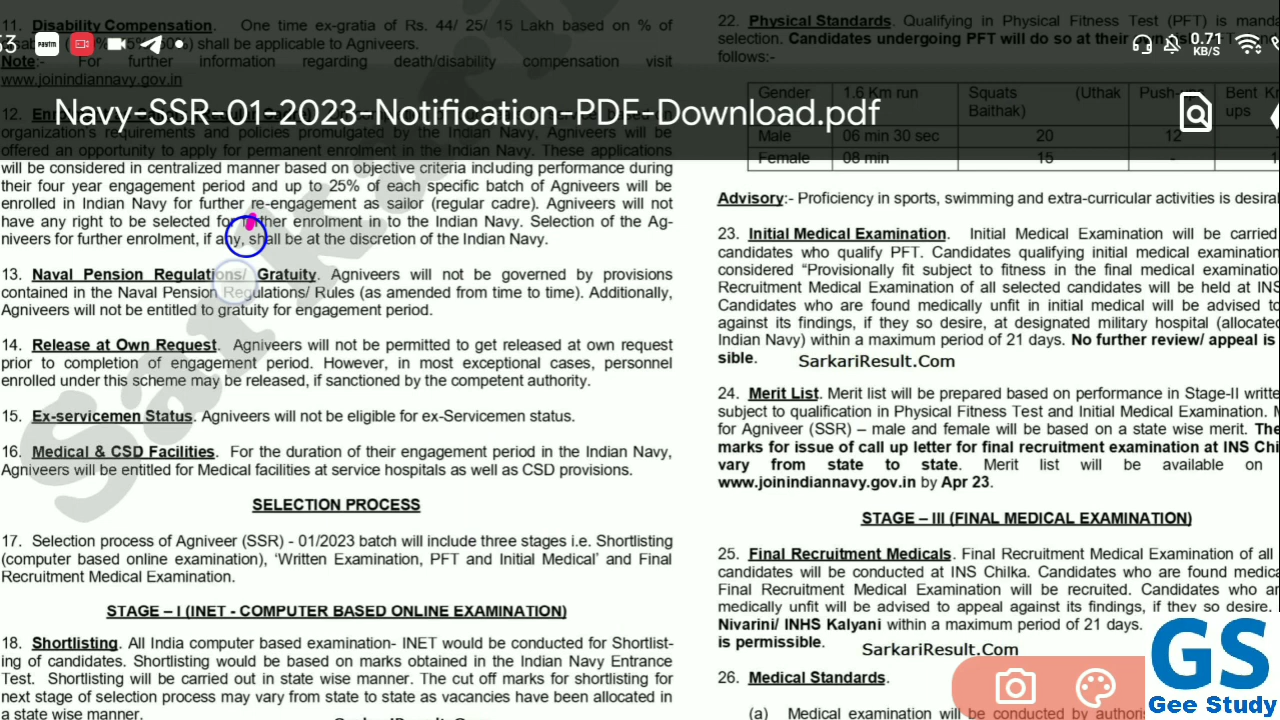 11. Disability Compensation. One time ex-gratia of Rs. 44/ 25/ 15 Lakh based on % of
shall be applicable to Agniveers.
Note:- For further information regarding death/disability compensation visit
www.joinindiannavy.gov.in
53
paytm
0.71
KB/S
Navy-SSR-01-2023-Notification-PDF-Download.pdf
organization's requirements and policies promulgated by the Indian Navy. Agniveers will be
offered an opportunity to apply for permanent enrolment in the Indian Navy. These applications
will be considered in centralized manner based on objective criteria including performance during
their four year engagement period and up to 25% of each specific batch of Agniveers will be
enrolled in Indian Navy for further re-engagement as sailor (regular cadre). Agniveers will not
have any right to be selected for further enrolment in to the Indian Navy. Selection of the Ag-
niveers for further enrolment, if any, shall be at the discretion of the Indian Navy.
13. Naval Pension Regulations/ Gratuity. Agniveers will not be governed by provisions
contained in the Naval Pension Regulations/ Rules (as amended from time to time). Additionally,
Agniveers will not be entitled to gratuity for engagement period.
14. Release at Own Request. Agniveers will not be permitted to get released at own request
prior to completion of engagement period. However, in most exceptional cases, personnel
enrolled under this scheme may be released, if sanctioned by the competent authority.
15. Ex-servicemen Status. Agniveers will not be eligible for ex-Servicemen status.
16. Medical & CSD Facilities. For the duration of their engagement period in the Indian Navy,
Agniveers will be entitled for Medical facilities at service hospitals as well as CSD provisions.
SELECTION PROCESS
17. Selection process of Agniveer (SSR) - 01/2023 batch will include three stages i.e. Shortlisting
(computer based online examination), 'Written Examination, PFT and Initial Medical' and Final
Recruitment Medical Examination.
STAGE – I (INET - COMPUTER BASED ONLINE EXAMINATION)
18. Shortlisting. All India computer based examination- INET would be conducted for Shortlist-
ing of candidates. Shortlisting would be based on marks obtained in the Indian Navy Entrance
Test. Shortlisting will be carried out in state wise manner. The cut off marks for shortlisting for
next stage of selection process may vary from state to state as vacancies have been allocated in
a state wise manner.
22. Physical Standards. Qualifying in Physical Fitness Test (PFT) is
selection. Candidates undergoing PFT will do so at their
follows:-
Gender 1.6 Km run Squats (Uthak Push-ups Bent
Baithak) ups
Male 06 min 30 sec 20 12
Female 08 min 15 -
Advisory:- Proficiency in sports, swimming and extra-curricular activities is
23. Initial Medical Examination. Initial Medical Examination will be carried
candidates who qualify PFT. Candidates qualifying initial medical
considered "Provisionally fit subject to fitness in the final medical
Recruitment Medical Examination of all selected candidates will be held at INS
Candidates who are found medically unfit in initial medical will be advised to
against its findings, if they so desire, at designated military hospital
Indian Navy) within a maximum period of 21 days. No further review/ appeal is
sible. SarkariResult.Com
24. Merit List. Merit list will be prepared based on performance in Stage-II
subject to qualification in Physical Fitness Test and Initial Medical Examination.
for Agniveer (SSR) – male and female will be based on a state wise merit. The
marks for issue of call up letter for final recruitment examination at INS
vary from state to state. Merit list will be available
www.joinindiannavy.gov.in by Apr 23.
STAGE – III (FINAL MEDICAL EXAMINATION)
25. Final Recruitment Medicals. Final Recruitment Medical Examination of all
candidates will be conducted at INS Chilka. Candidates who are found
Final Recruitment Medical Examination will be recruited. Candidates who
medically unfit will be advised to appeal against its findings, if they so desire.
Nivarini/ INHS Kalyani within a maximum period of 21 days.
is permissible. SarkariResult.Com
26. Medical Standards.
(a) Medical examination will be conducted by
GS
Gee Study